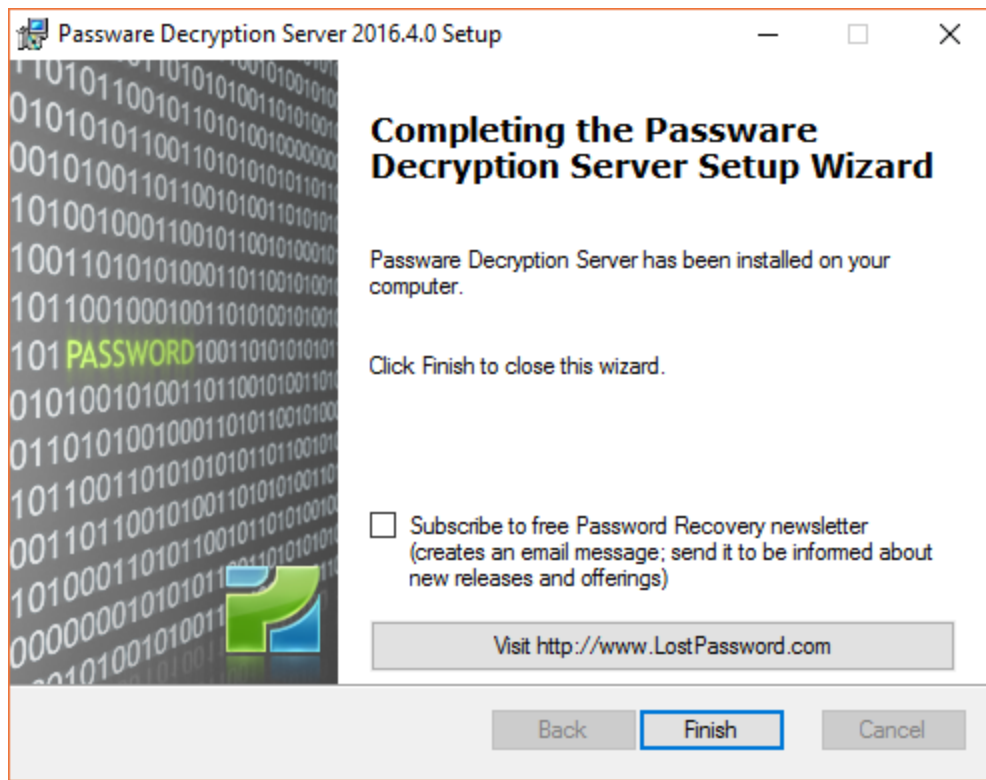 Passware Decryption Server 2016.4.0 Setup
Completing the Passware
Decryption Server Setup Wizard
Passware Decryption Server has been installed on your
computer.
Click Finish to close this wizard.
PASSWORD
Subscribe to free Password Recovery newsletter
(creates an email message; send it to be informed about
new releases and offerings)
Visit http://www.LostPassword.com
Back
Finish
Cancel